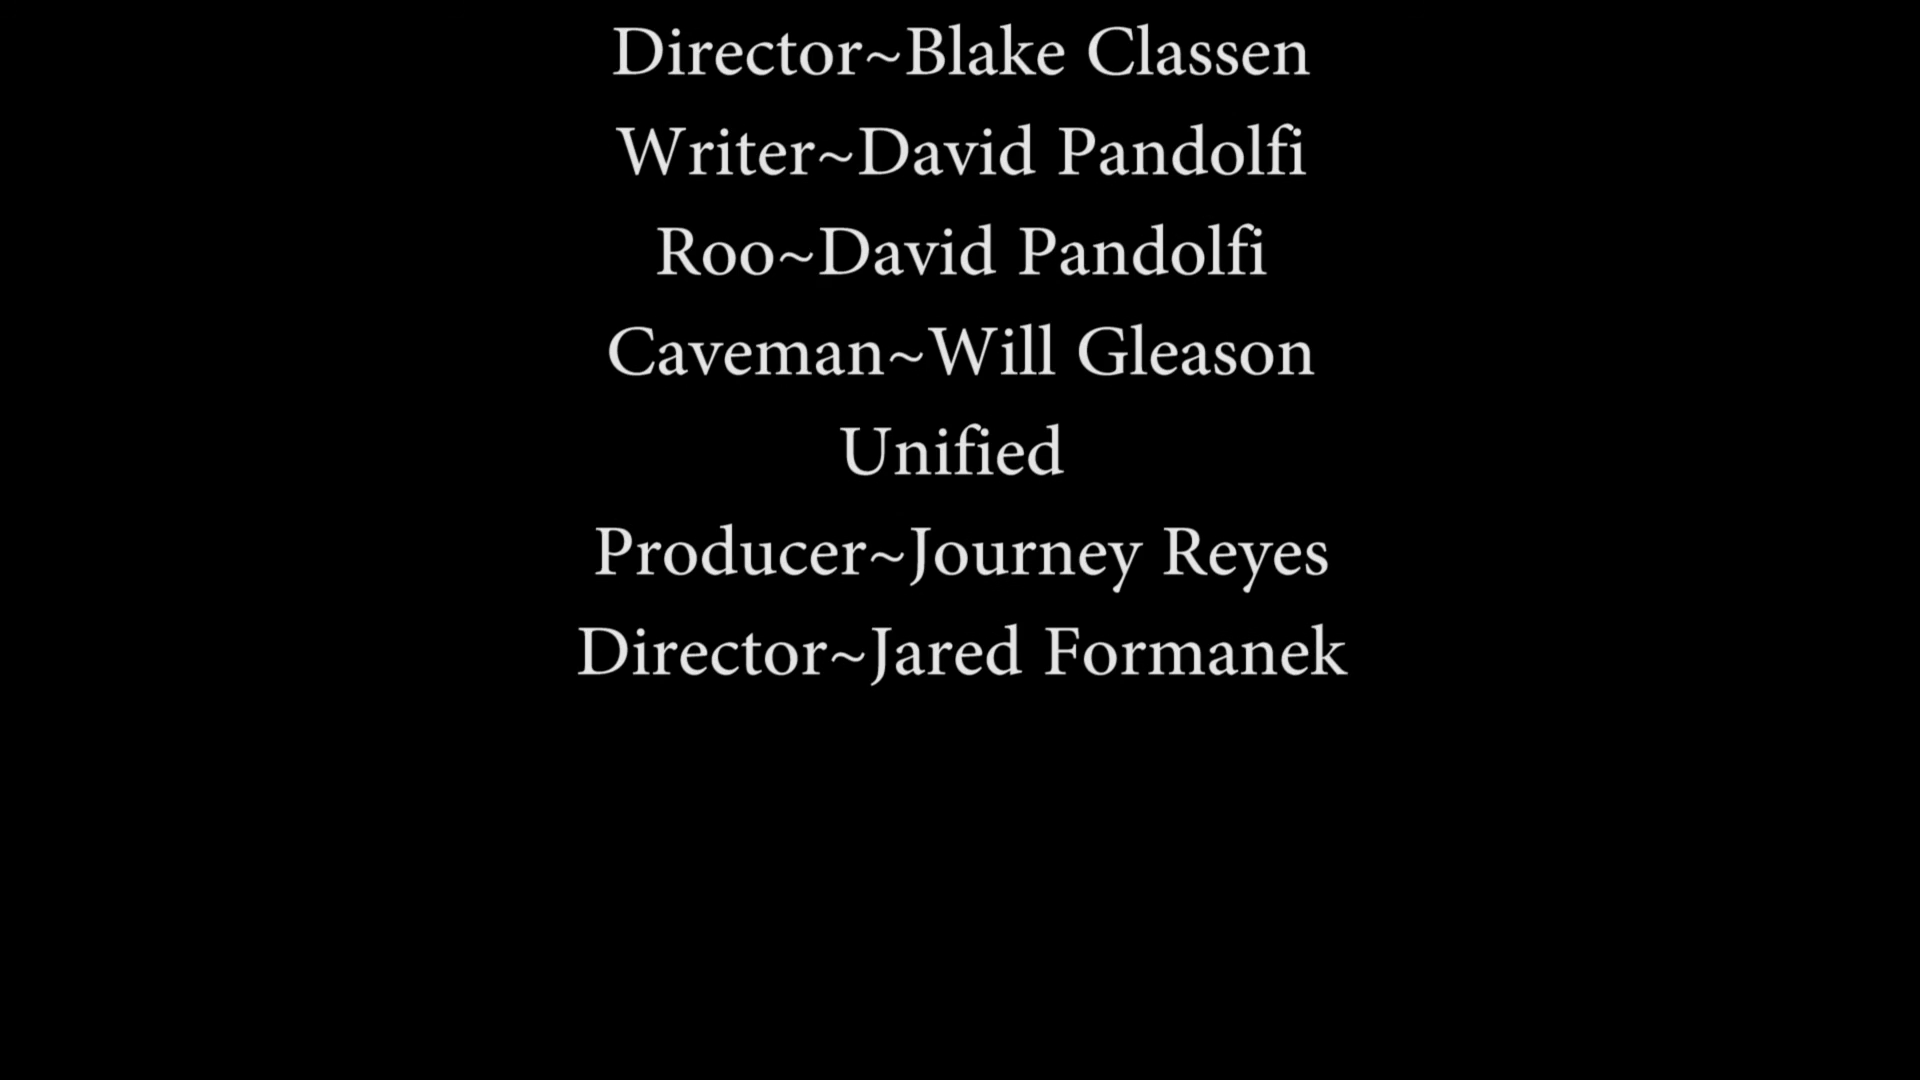 Director~Blake Classen
Writer~David Pandolfi
Roo~David Pandolfi
Caveman~Will Gleason
Unified
Producer~Journey Reyes
Director~Jared Formanek